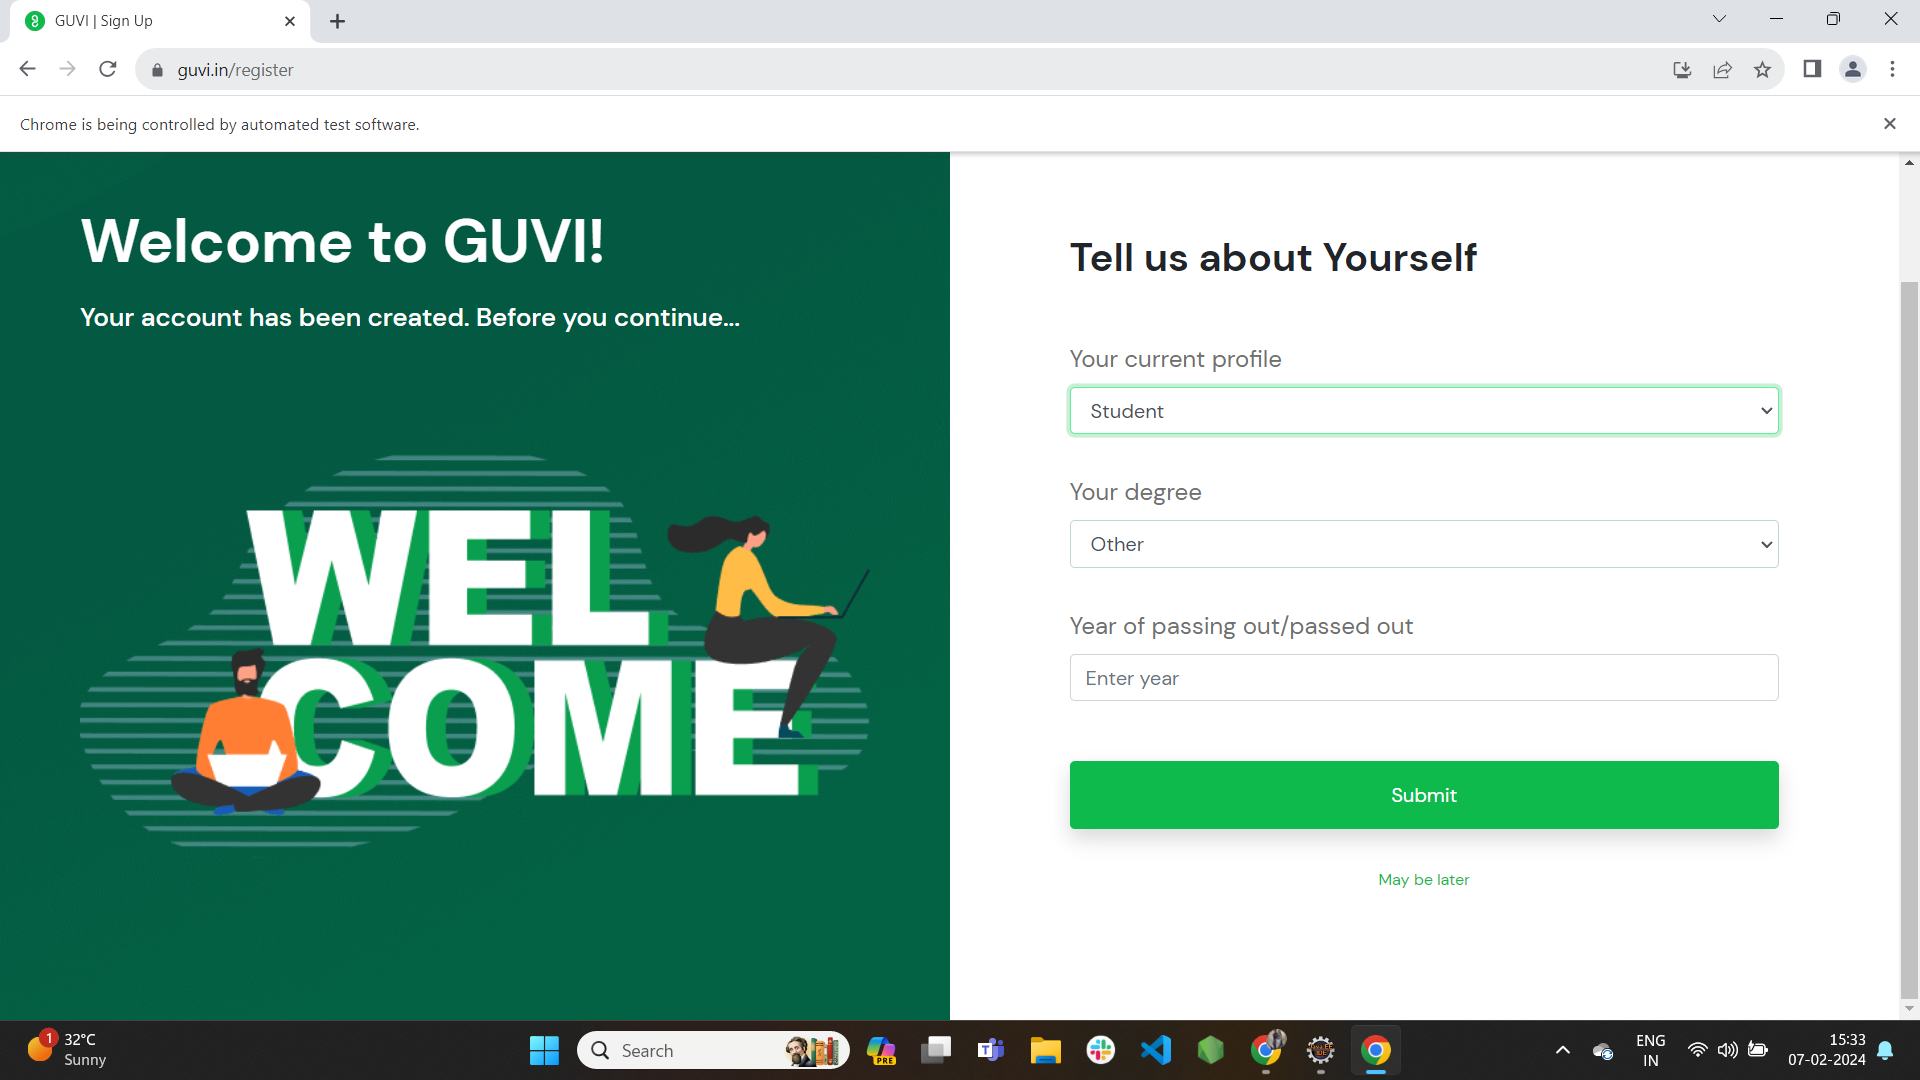 GUVI | Sign Up
guvi.in/register
Chrome is being controlled by automated test software.
Welcome to GUVI!
Your account has been created. Before you continue...
WEL
COME
Tell us about Yourself
Your current profile
Student
Your degree
Other
Year of passing out/passed out
Enter year
Submit
May be later
1
32°C
Sunny
Search
PRE
ENG
IN
15:33
07-02-2024